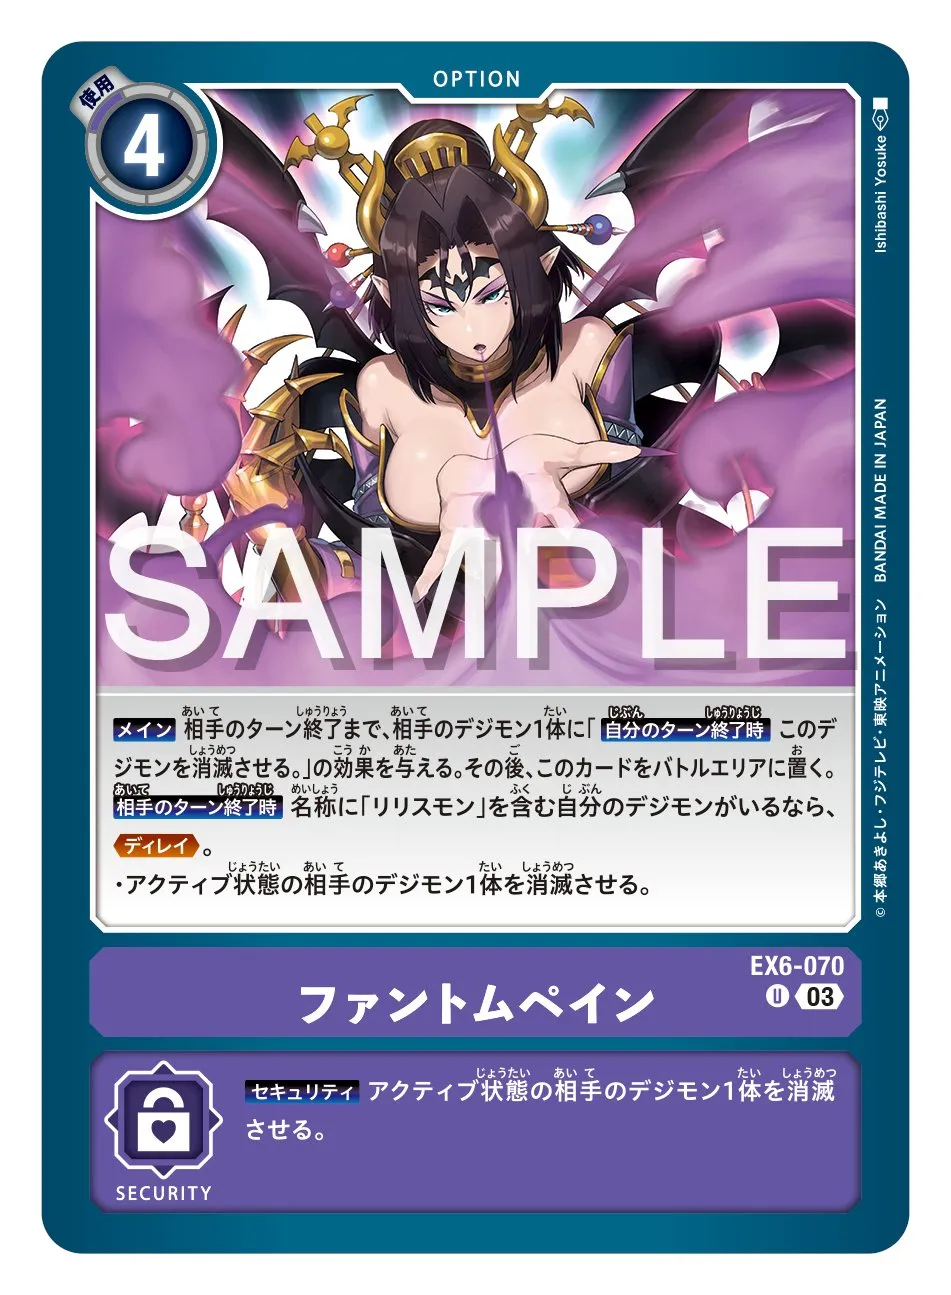 OPTION
使用
4
Ishibashi Yosuke
BANDAI MADE IN JAPAN
©本郷あきよし・フジテレビ・東映アニメーション
SAMPLE
メイン 相手のターン終了まで、相手のデジモン1体に「 自分のターン終了時 このデ
ジモンを消滅させる。」の効果を与える。その後、このカードをバトルエリアに置く。
相手のターン終了時 名称に「リリスモン」を含む自分のデジモンがいるなら、
ディレイ 。
・アクティブ状態の相手のデジモン1体を消滅させる。
EX6-070
U 03
ファントムペイン
セキュリティ アクティブ状態の相手のデジモン1体を消滅
させる。
SECURITY